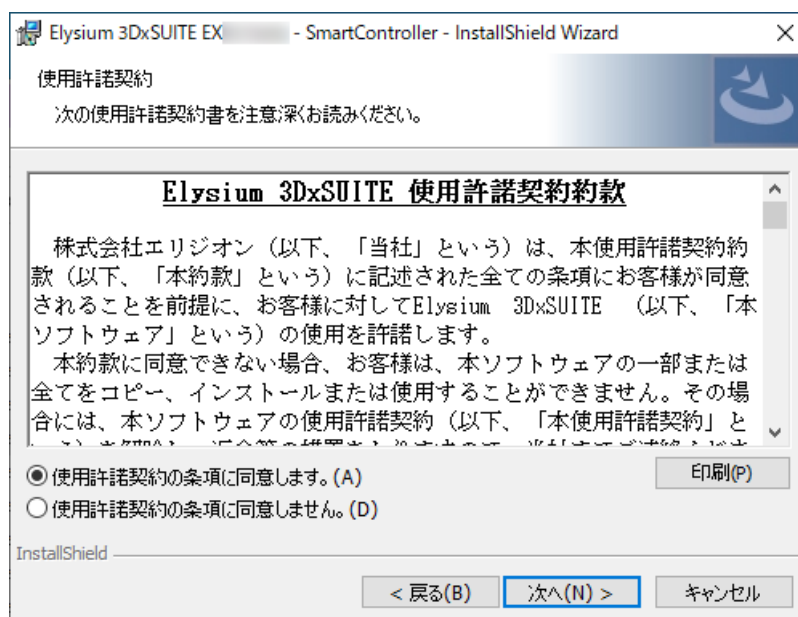 Elysium 3DxSUITE EX - SmartController - InstallShield Wizard
使用許諾契約
次の使用許諾契約書を注意深くお読みください。
Elysium 3DxSUITE 使用許諾契約約款
株式会社エリジオン（以下、「当社」という）は、本使用許諾契約約
款（以下、「本約款」という）に記述された全ての条項にお客様が同意
されることを前提に、お客様に対してElysium 3DxSUITE （以下、「本
ソフトウェア」という）の使用を許諾します。
本約款に同意できない場合、お客様は、本ソフトウェアの一部または
全てをコピー、インストールまたは使用することができません。その場
合には、本ソフトウェアの使用許諾契約（以下、「本使用許諾契約」と
使用許諾契約の条項に同意します。(A)
印刷(P)
使用許諾契約の条項に同意しません。(D)
InstallShield
< 戻る(B)
次へ(N) >
キャンセル